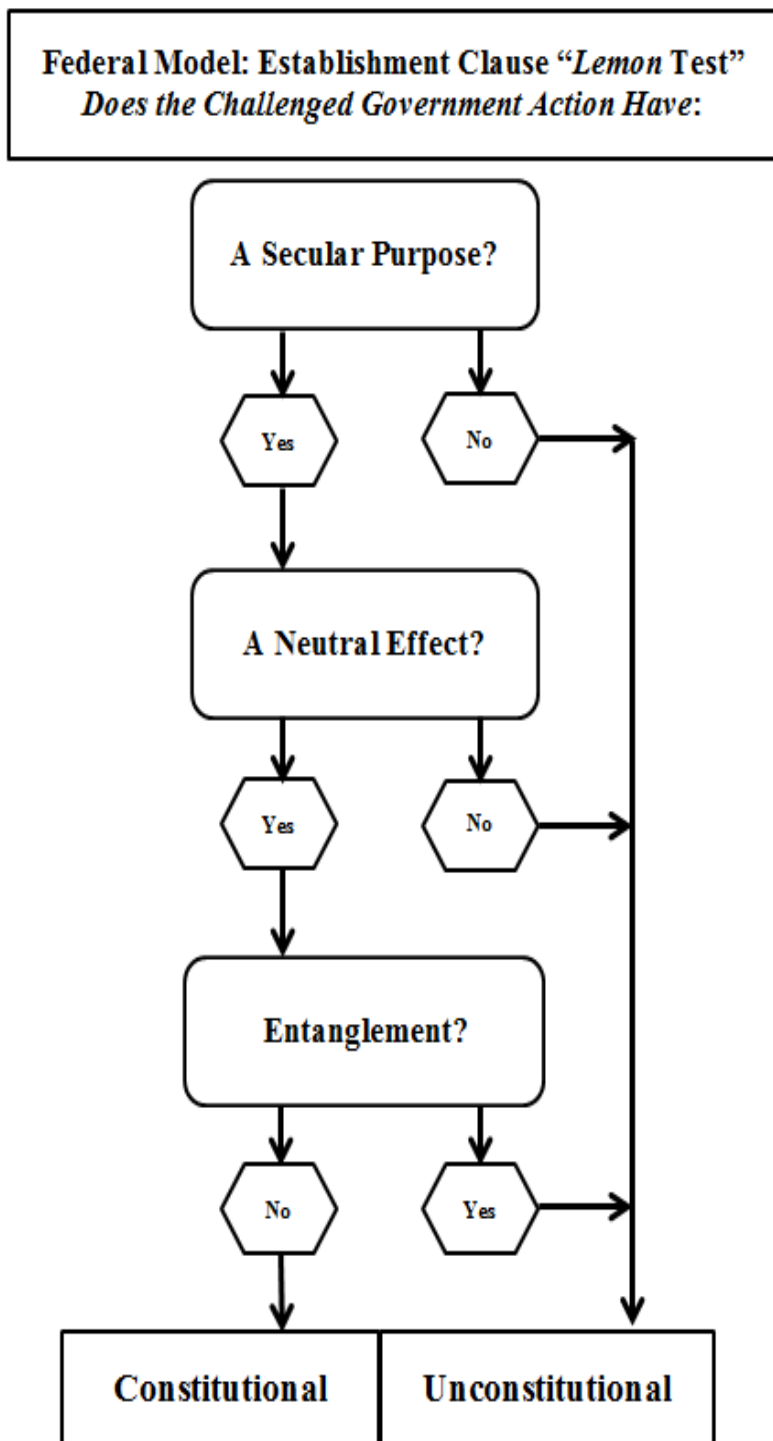 Federal Model: Establishment Clause “Lemon Test”
Does the Challenged Government Action Have:
A Secular Purpose?
Yes
No
A Neutral Effect?
Yes
No
Entanglement?
No
Yes
Constitutional
Unconstitutional